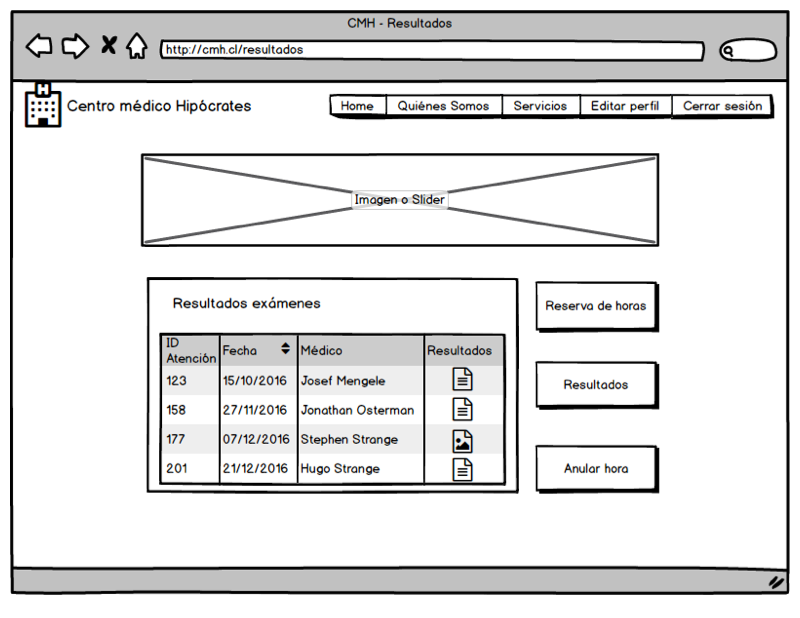 CMH - Resultados
http://cmh.cl/resultados
H
Centro médico Hipócrates
Home Quiénes Somos Servicios Editar perfil Cerrar sesión
Imagen o Slider
Resultados exámenes
ID Atención Fecha Médico Resultados
123 15/10/2016 Josef Mengele
158 27/11/2016 Jonathan Osterman
177 07/12/2016 Stephen Strange
201 21/12/2016 Hugo Strange
Reserva de horas
Resultados
Anular hora